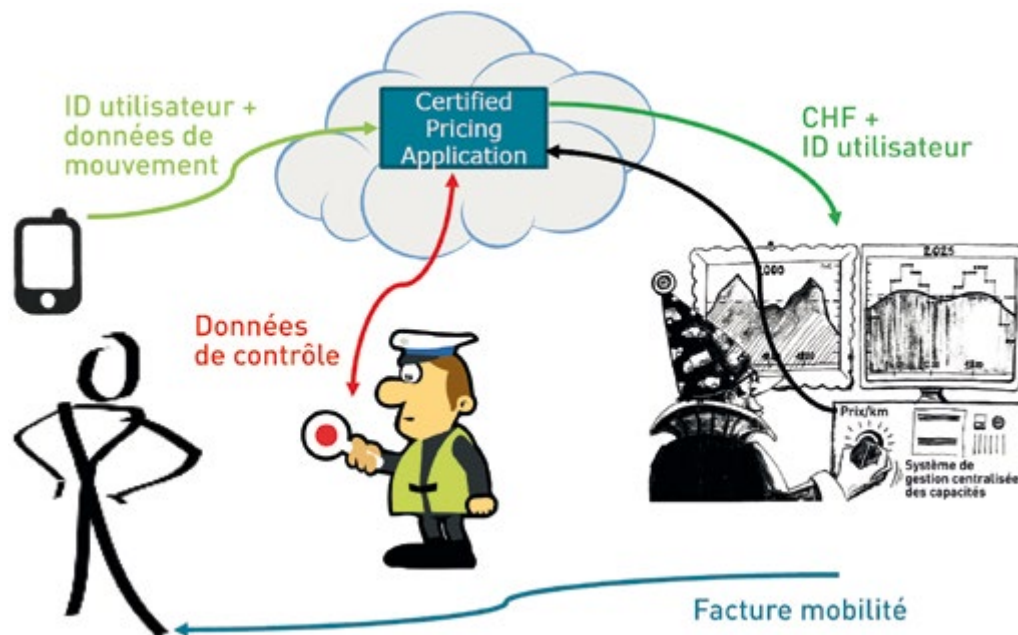 ID utilisateur +
données de
mouvement
Certified
Pricing
Application
CHF +
ID utilisateur
Données
de contrôle
2025
Prix/km
Système de
gestion centralisée
des capacités
Facture mobilité